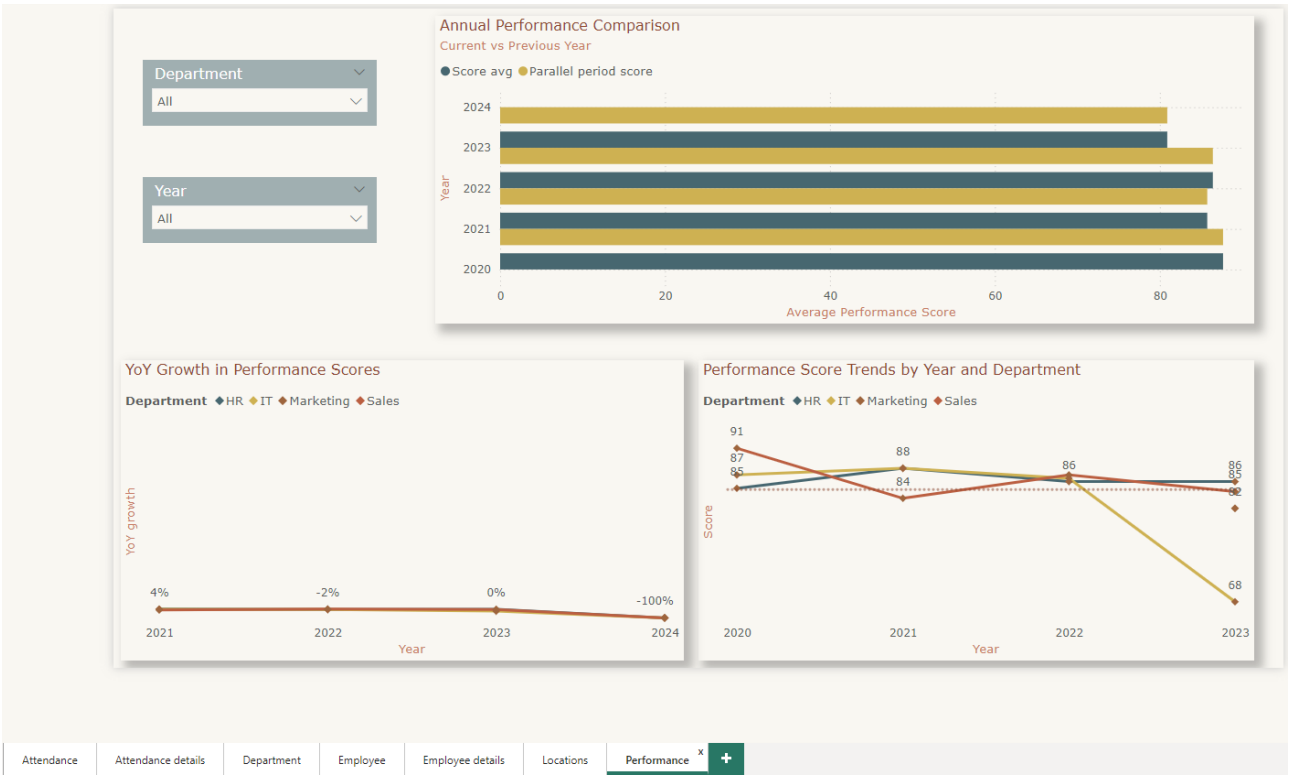 Department
All
Year
All
Annual Performance Comparison
Current vs Previous Year
Score avg Parallel period score
Year
2024
2023
2022
2021
2020
0 20 40 60 80
Average Performance Score
YoY Growth in Performance Scores
Department HR IT Marketing Sales
YoY growth
4% -2% 0% -100%
2021 2022 2023 2024
Year
Performance Score Trends by Year and Department
Department HR IT Marketing Sales
Score
91
87
85
88
84
86
86
85
82
68
2020 2021 2022 2023
Year
Attendance Attendance details Department Employee Employee details Locations Performance x +